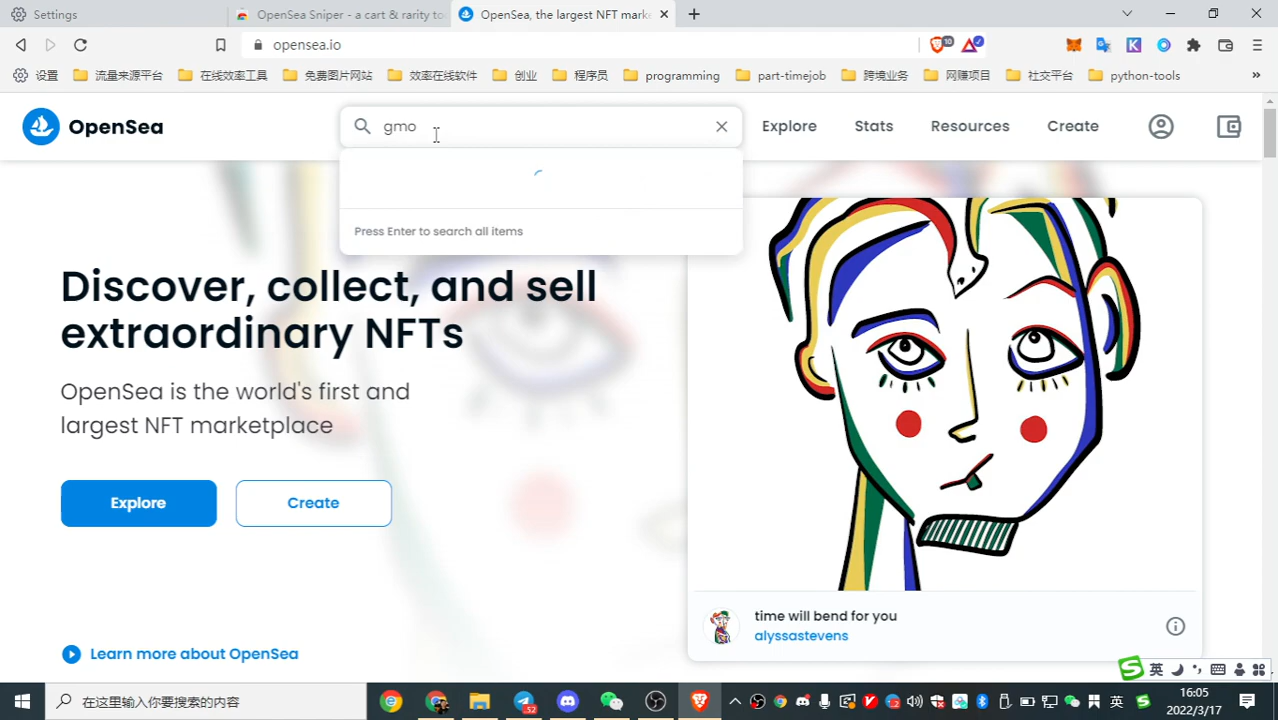 Settings
OpenSea Sniper - a cart & rarity to
OpenSea, the largest NFT mark
opensea.io
10
设置
流量来源平台
在线效率工具
免费图片网站
效率在线软件
创业
程序员
programming
part-timejob
跨境业务
网赚项目
社交平台
python-tools
OpenSea
gmo
Explore
Stats
Resources
Create
Press Enter to search all items
Discover, collect, and sell
extraordinary NFTs
OpenSea is the world's first and
largest NFT marketplace
Explore
Create
time will bend for you
alyssastevens
Learn more about OpenSea
英
在这里输入你要搜索的内容
52
英
16:05
2022/3/17